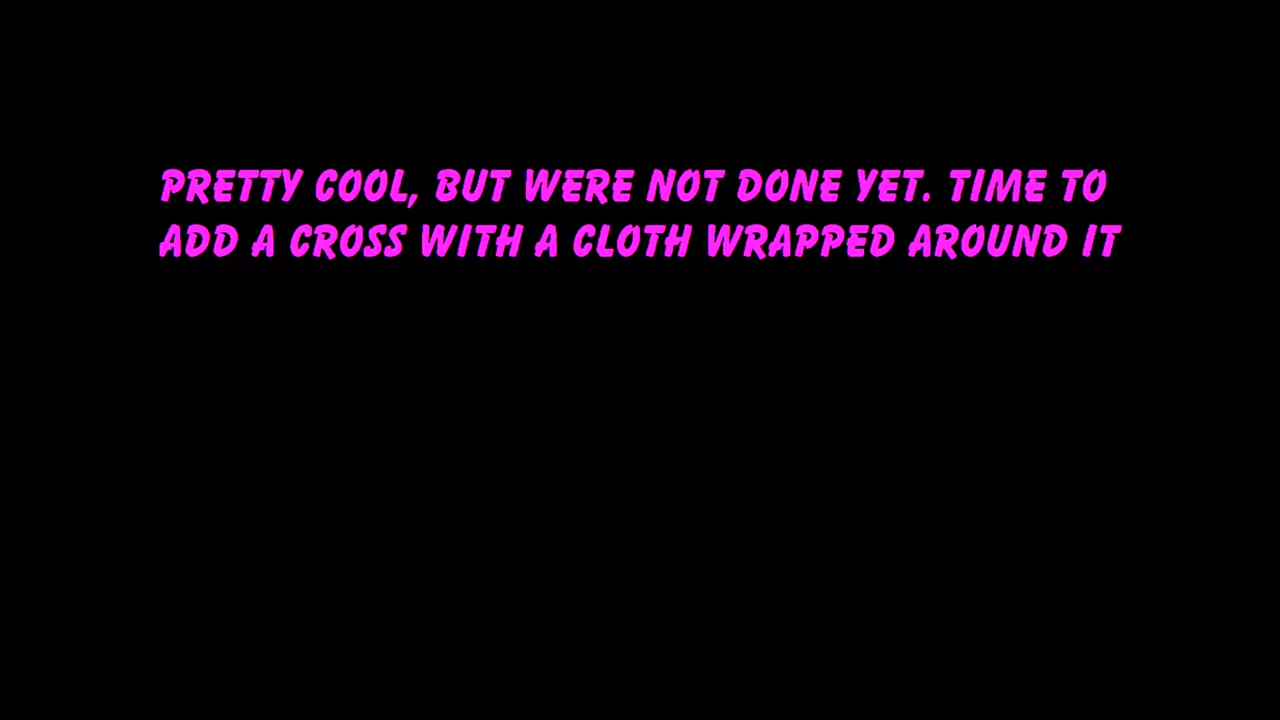 PRETTY COOL, BUT WERE NOT DONE YET. TIME TO
ADD A CROSS WITH A CLOTH WRAPPED AROUND IT